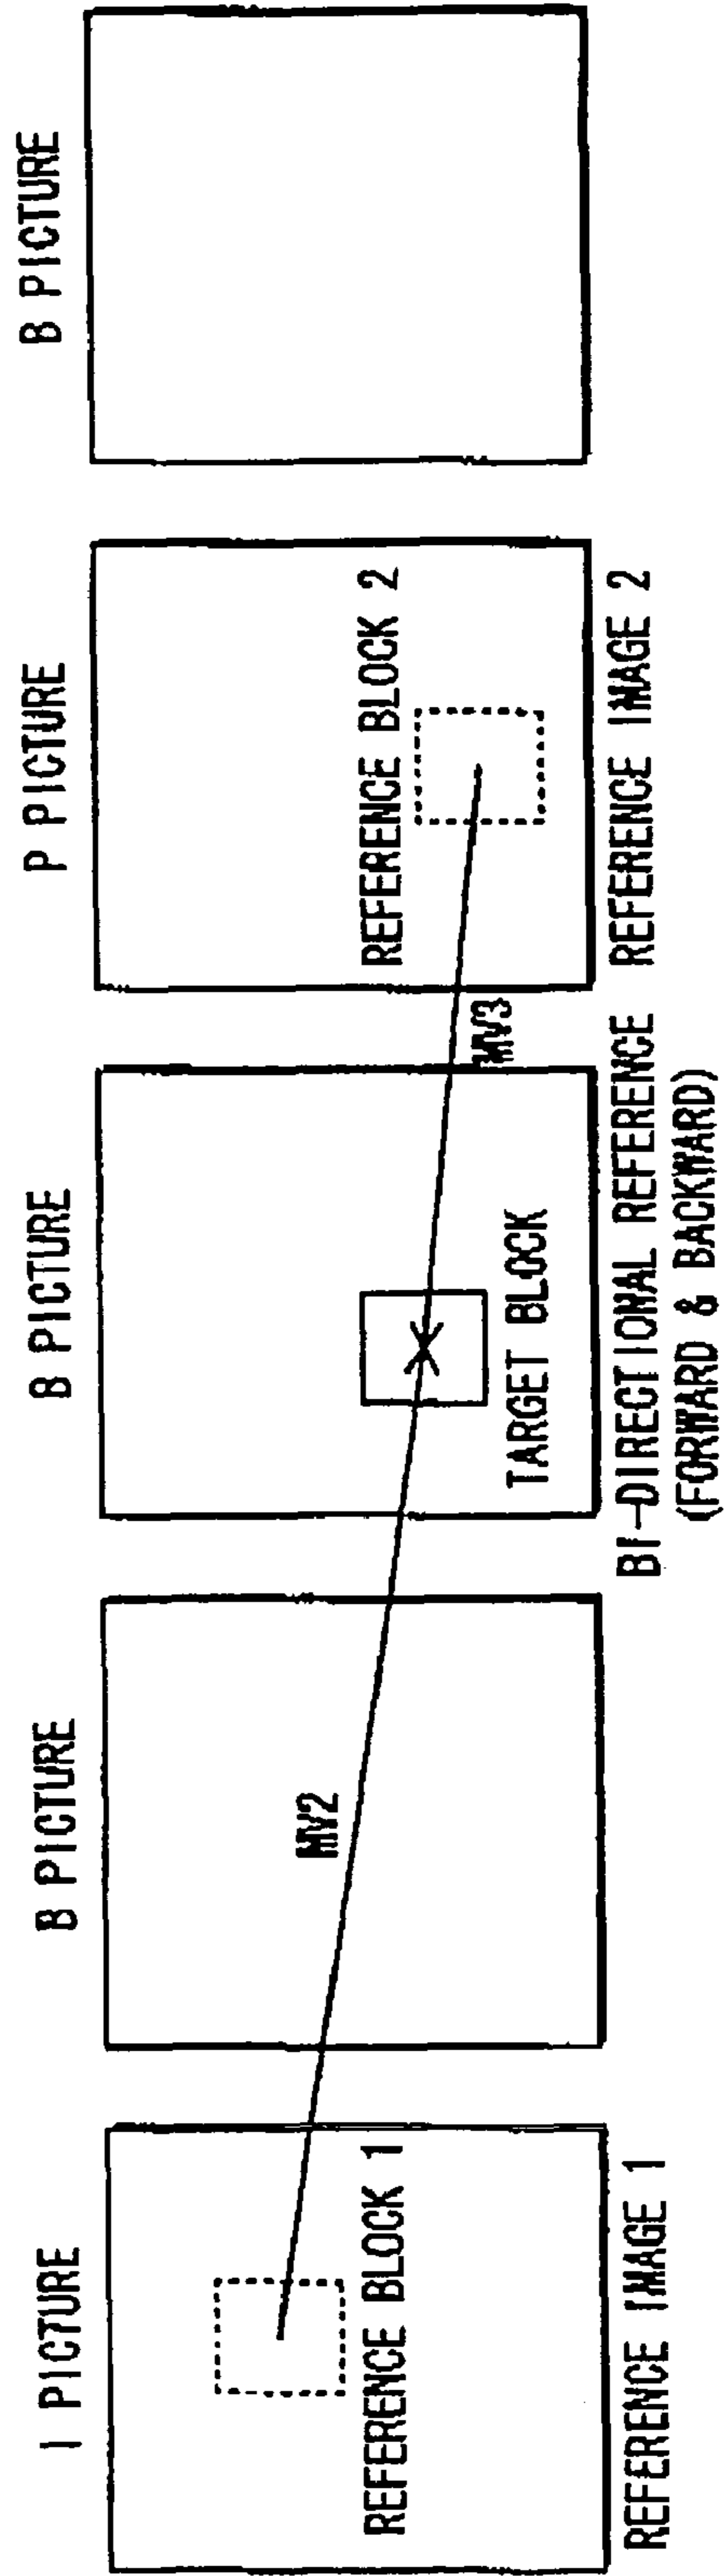 I PICTURE
B PICTURE
B PICTURE
P PICTURE
B PICTURE
MV2
MV3
REFERENCE BLOCK 1
TARGET BLOCK
REFERENCE BLOCK 2
REFERENCE IMAGE 1
BI-DIRECTIONAL REFERENCE
(FORWARD & BACKWARD)
REFERENCE IMAGE 2